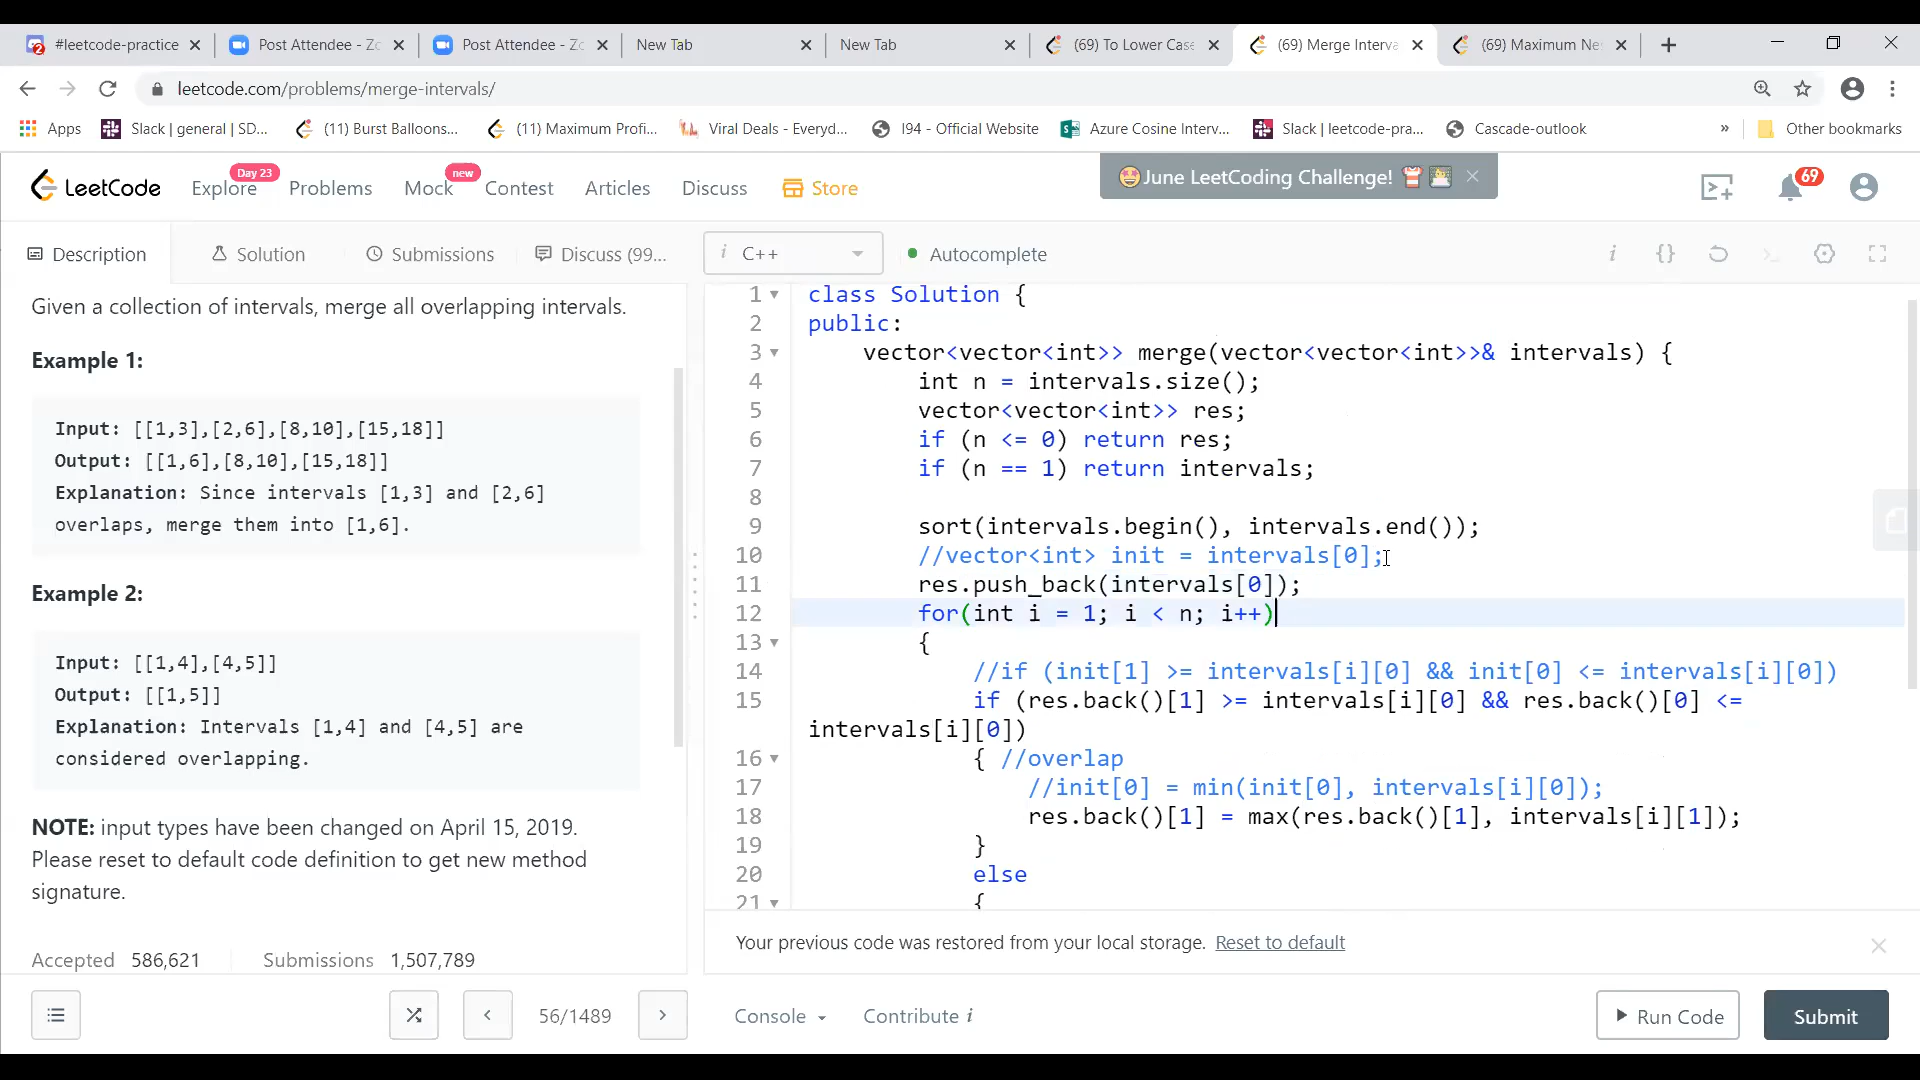 #leetcode-practice
Post Attendee - Zo
Post Attendee - Zo
New Tab
New Tab
(69) To Lower Case
(69) Merge Interva
(69) Maximum Nes
leetcode.com/problems/merge-intervals/
Apps
Slack | general | SD...
(11) Burst Balloons...
(11) Maximum Profi...
Viral Deals - Everyd...
I94 - Official Website
Azure Cosine Interv...
Slack | leetcode-pra...
Cascade-outlook
»
Other bookmarks
LeetCode
Explore
Day 23
Problems
Mock
new
Contest
Articles
Discuss
Store
June LeetCoding Challenge!
69
Description
Solution
Submissions
Discuss (99...
i C++
Autocomplete
Given a collection of intervals, merge all overlapping intervals.
Example 1:
Input: [[1,3],[2,6],[8,10],[15,18]]
Output: [[1,6],[8,10],[15,18]]
Explanation: Since intervals [1,3] and [2,6]
overlaps, merge them into [1,6].
Example 2:
Input: [[1,4],[4,5]]
Output: [[1,5]]
Explanation: Intervals [1,4] and [4,5] are
considered overlapping.
NOTE: input types have been changed on April 15, 2019.
Please reset to default code definition to get new method
signature.
Accepted 586,621 Submissions 1,507,789
1 class Solution {
2 public:
3 vector<vector<int>> merge(vector<vector<int>>& intervals) {
4 int n = intervals.size();
5 vector<vector<int>> res;
6 if (n <= 0) return res;
7 if (n == 1) return intervals;
8
9 sort(intervals.begin(), intervals.end());
10 //vector<int> init = intervals[0];
11 res.push_back(intervals[0]);
12 for(int i = 1; i < n; i++)
13 {
14 //if (init[1] >= intervals[i][0] && init[0] <= intervals[i][0])
15 if (res.back()[1] >= intervals[i][0] && res.back()[0] <=
intervals[i][0])
16 { //overlap
17 //init[0] = min(init[0], intervals[i][0]);
18 res.back()[1] = max(res.back()[1], intervals[i][1]);
19 }
20 else
21 {
Your previous code was restored from your local storage. Reset to default
56/1489
Console
Contribute i
Run Code
Submit